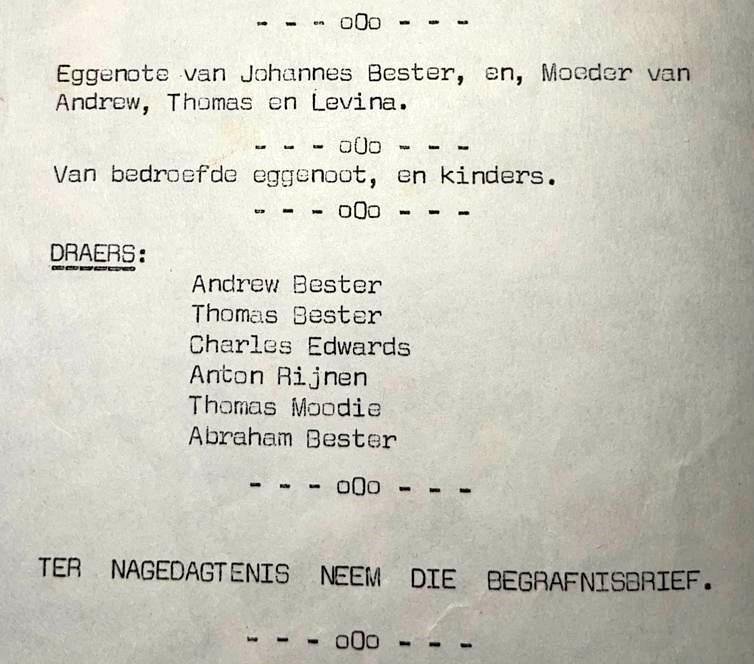 - - - oOo - - -
Eggenote van Johannes Bester, en, Moeder van
Andrew, Thomas en Levina.
- - - oOo - - -
Van bedroefde eggenoot, en kinders.
- - - oOo - - -
DRAERS:
Andrew Bester
Thomas Bester
Charles Edwards
Anton Rijnen
Thomas Moodie
Abraham Bester
- - - oOo - - -
TER NAGEDAGTENIS NEEM DIE BEGRAFNISBRIEF.
- - - oOo - - -